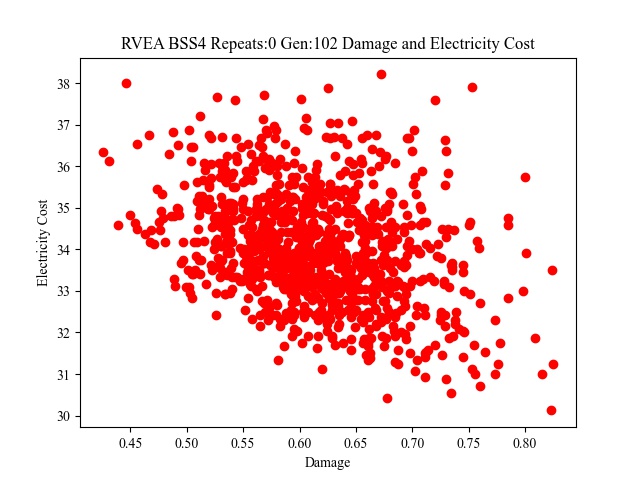 RVEA BSS4 Repeats:0 Gen:102 Damage and Electricity Cost
38
37
36
35
34
33
32
31
30
Electricity Cost
0.45 0.50 0.55 0.60 0.65 0.70 0.75 0.80
Damage